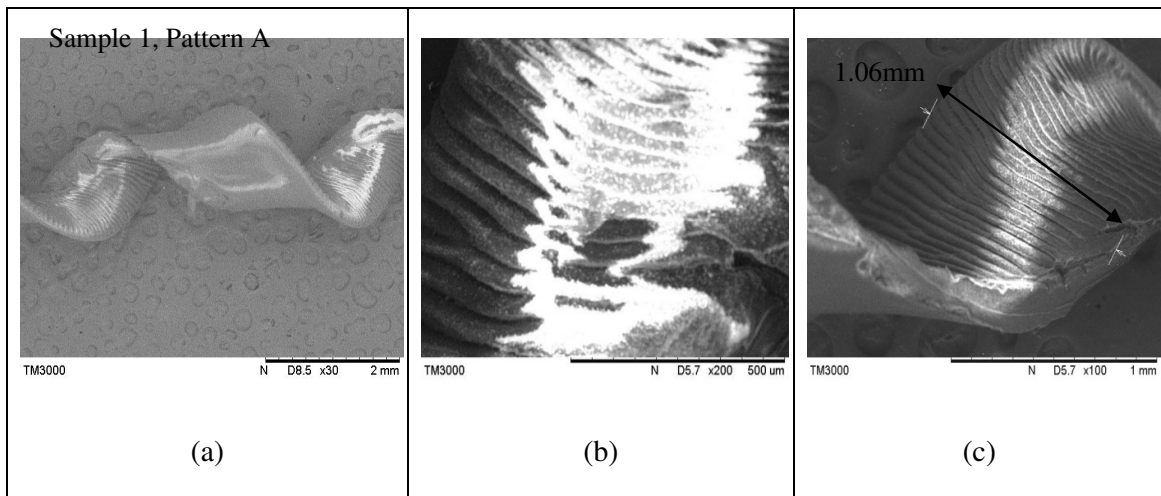 Sample 1, Pattern A
TM3000 N D8.5 x30 2 mm
(a)
TM3000 N D5.7 x200 500 um
(b)
1.06mm
TM3000 N D5.7 x100 1 mm
(c)